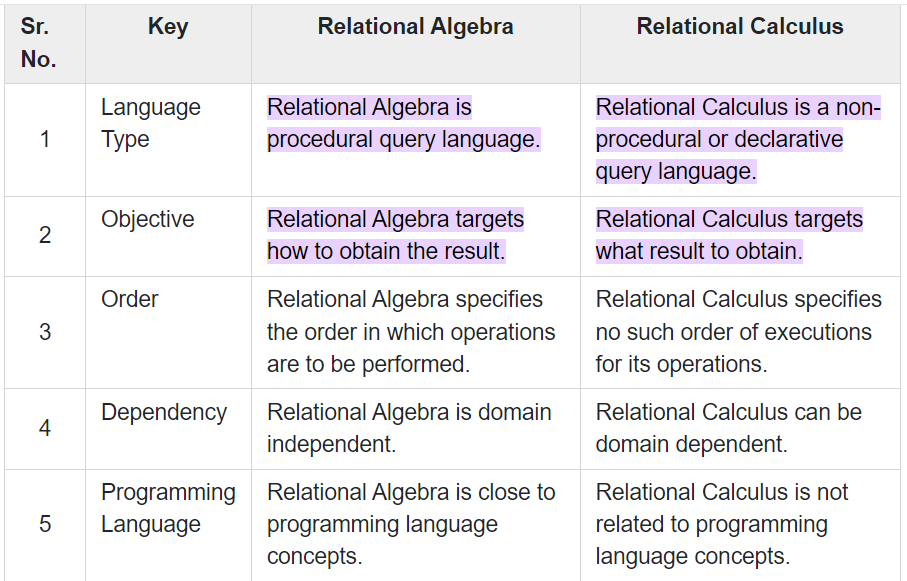 Sr. No.
Key
Relational Algebra
Relational Calculus
1
Language Type
Relational Algebra is
procedural query language.
Relational Calculus is a non-
procedural or declarative
query language.
2
Objective
Relational Algebra targets
how to obtain the result.
Relational Calculus targets
what result to obtain.
3
Order
Relational Algebra specifies
the order in which operations
are to be performed.
Relational Calculus specifies
no such order of executions
for its operations.
4
Dependency
Relational Algebra is domain
independent.
Relational Calculus can be
domain dependent.
5
Programming
Language
Relational Algebra is close to
programming language
concepts.
Relational Calculus is not
related to programming
language concepts.